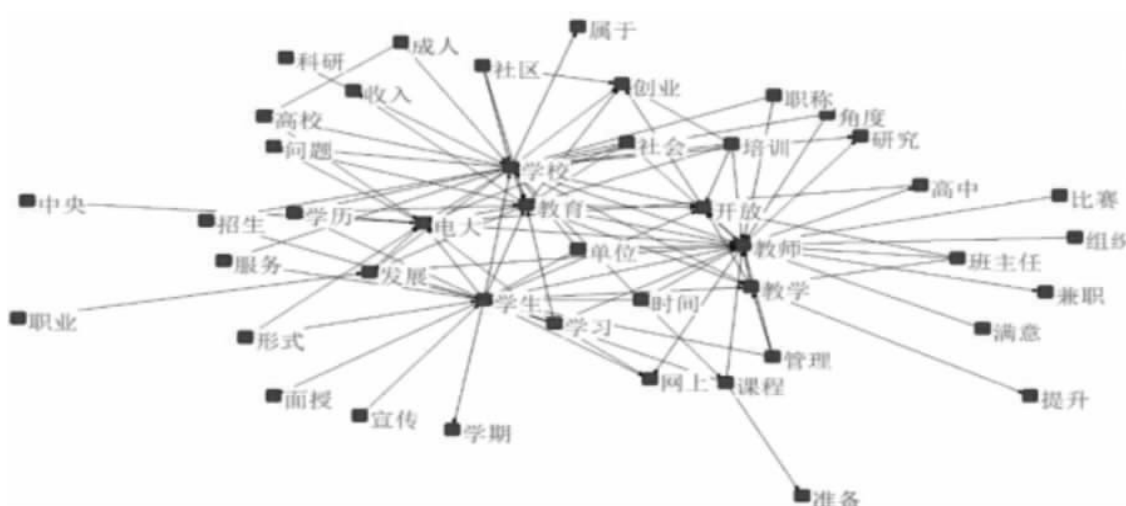 属于
成人
科研
社区
创业
收入
职称
高校
角度
问题
社会
培训
研究
学校
高中
比赛
中央
招生
学历
教育
开放
电大
组织
服务
单位
教师
班主任
发展
教学
兼职
学生
时间
职业
学习
满意
形式
管理
网上
课程
面授
提升
宣传
学期
准备